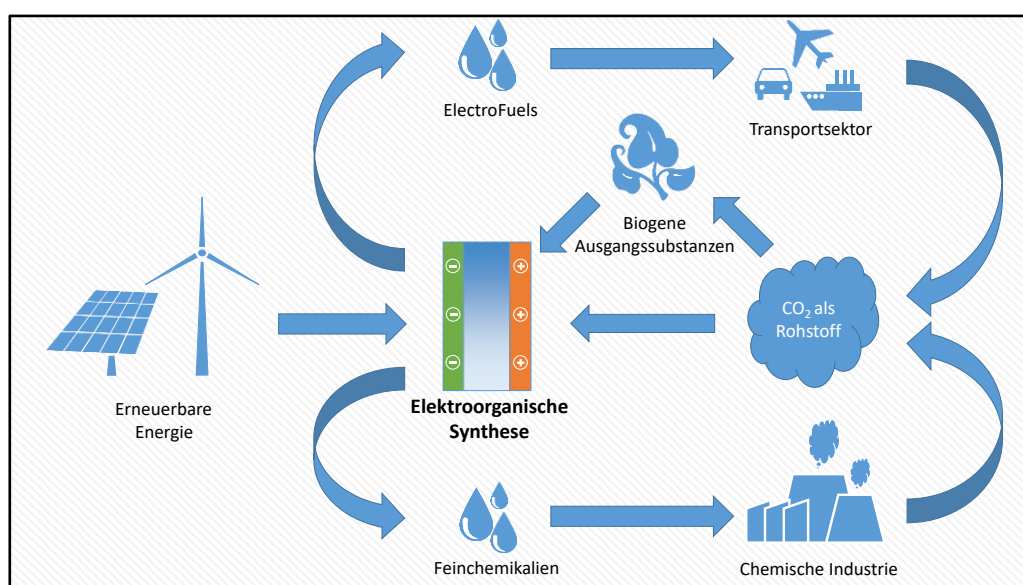 ElectroFuels
Transportsektor
Biogene
Ausgangssubstanzen
CO₂ als
Rohstoff
Erneuerbare
Energie
Elektroorganische
Synthese
Feinchemikalien
Chemische Industrie